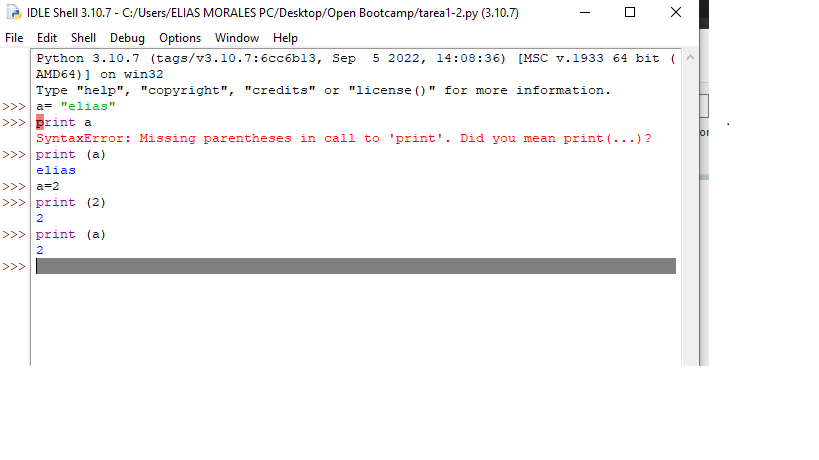 IDLE Shell 3.10.7 - C:/Users/ELIAS MORALES PC/Desktop/Open Bootcamp/tarea1-2.py (3.10.7)
File Edit Shell Debug Options Window Help
Python 3.10.7 (tags/v3.10.7:6cc6b13, Sep  5 2022, 14:08:36) [MSC v.1933 64 bit (
AMD64)] on win32
Type "help", "copyright", "credits" or "license()" for more information.
>>> a= "elias"
>>> print a
SyntaxError: Missing parentheses in call to 'print'. Did you mean print(...)?
>>> print (a)
elias
>>> a=2
>>> print (2)
2
>>> print (a)
2
>>>